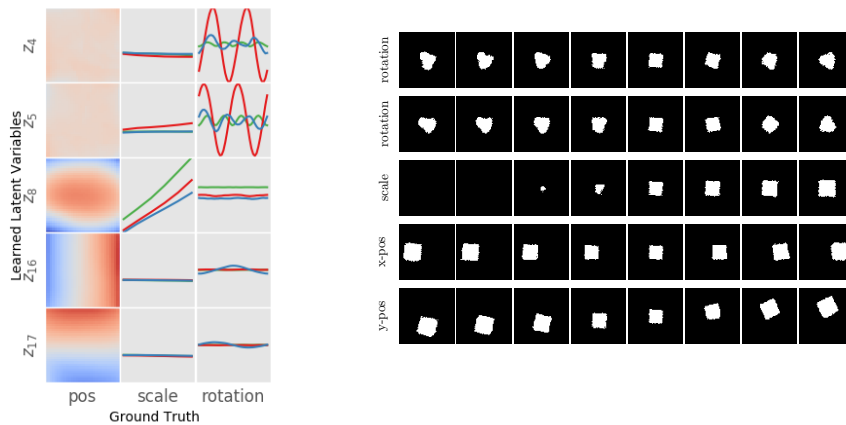 Learned Latent Variables
Z4
Z5
Z8
Z16
Z17
pos scale rotation
Ground Truth
rotation
rotation
scale
x-pos
y-pos